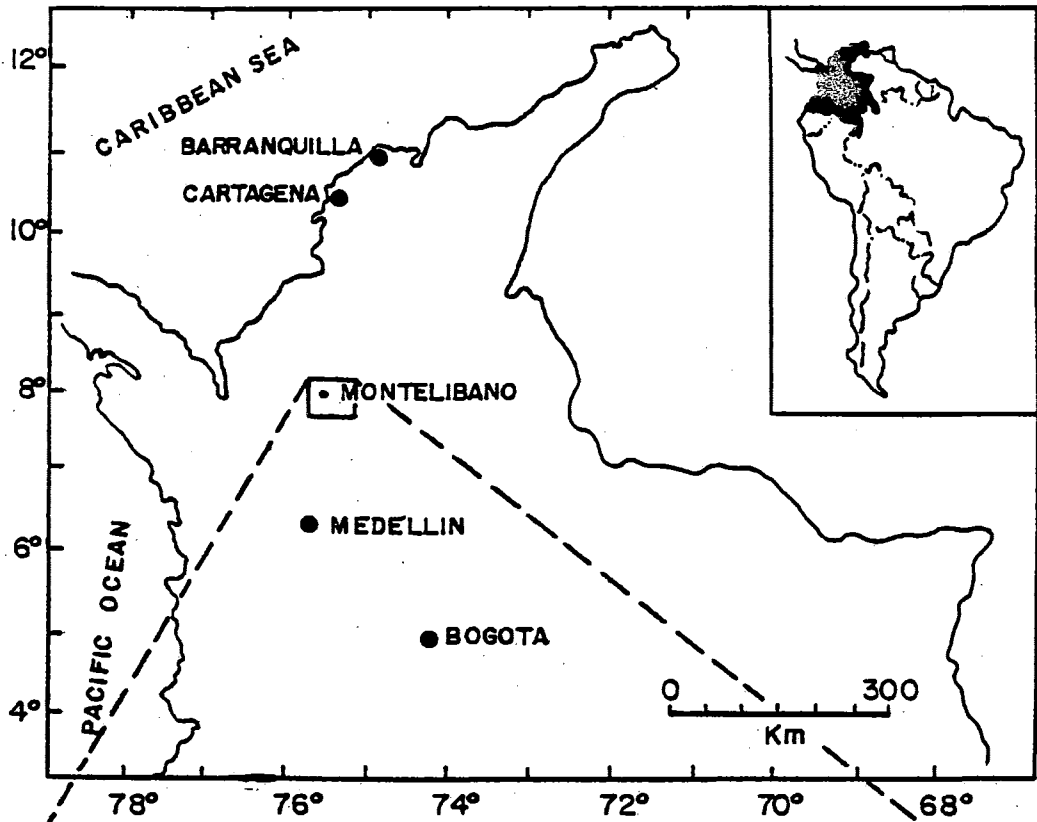 12°
CARIBBEAN SEA
BARRANQUILLA
CARTAGENA
10°
8°
MONTELIBANO
MEDELLIN
6°
PACIFIC OCEAN
BOGOTA
0 300
4°
Km
78° 76° 74° 72° 70° 68°